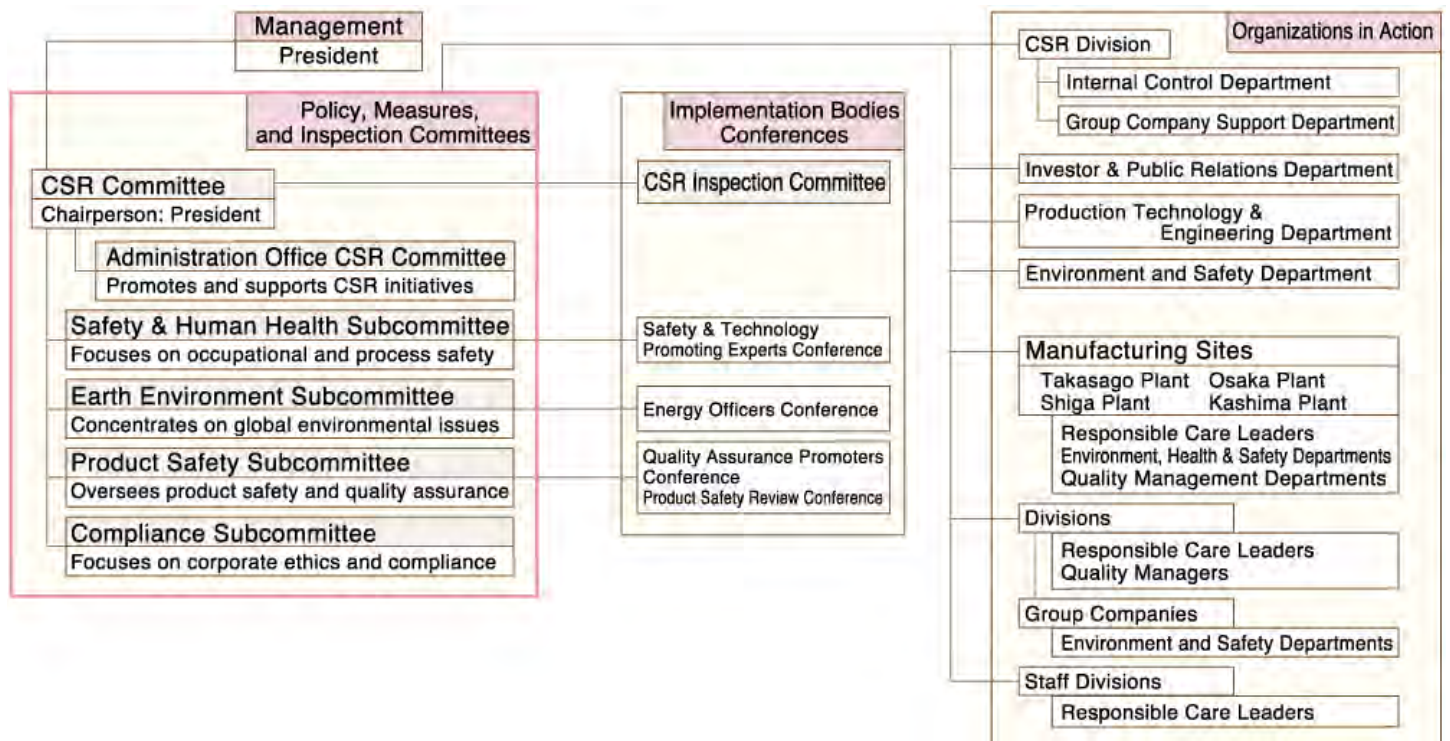 Management
President
Policy, Measures,
and Inspection Committees
CSR Committee
Chairperson: President
Administration Office CSR Committee
Promotes and supports CSR initiatives
Safety & Human Health Subcommittee
Focuses on occupational and process safety
Earth Environment Subcommittee
Concentrates on global environmental issues
Product Safety Subcommittee
Oversees product safety and quality assurance
Compliance Subcommittee
Focuses on corporate ethics and compliance
Implementation Bodies
Conferences
CSR Inspection Committee
Safety & Technology
Promoting Experts Conference
Energy Officers Conference
Quality Assurance Promoters
Conference
Product Safety Review Conference
Organizations in Action
CSR Division
Internal Control Department
Group Company Support Department
Investor & Public Relations Department
Production Technology &
Engineering Department
Environment and Safety Department
Manufacturing Sites
Takasago Plant Osaka Plant
Shiga Plant Kashima Plant
Responsible Care Leaders
Environment, Health & Safety Departments
Quality Management Departments
Divisions
Responsible Care Leaders
Quality Managers
Group Companies
Environment and Safety Departments
Staff Divisions
Responsible Care Leaders